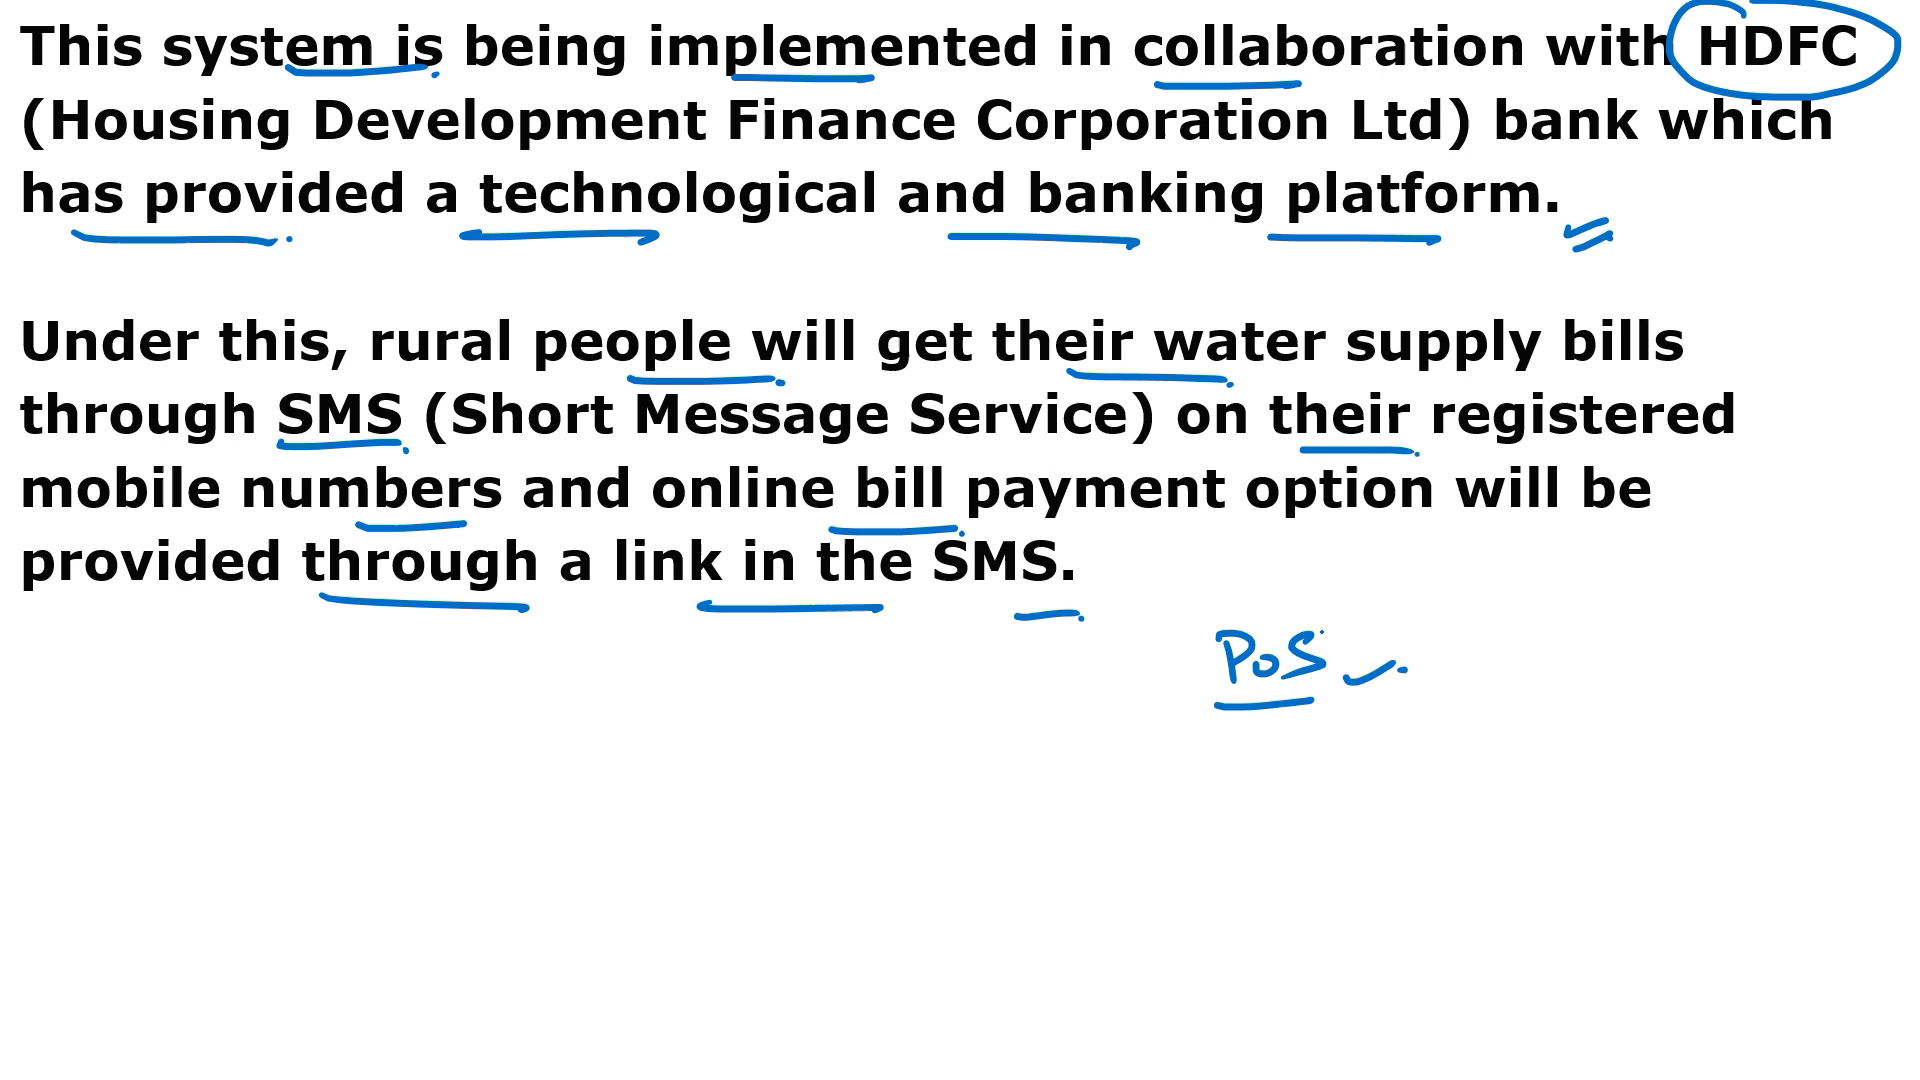 This system is being implemented in collaboration with HDFC
(Housing Development Finance Corporation Ltd) bank which
has provided a technological and banking platform.
Under this, rural people will get their water supply bills
through SMS (Short Message Service) on their registered
mobile numbers and online bill payment option will be
provided through a link in the SMS.
PoS